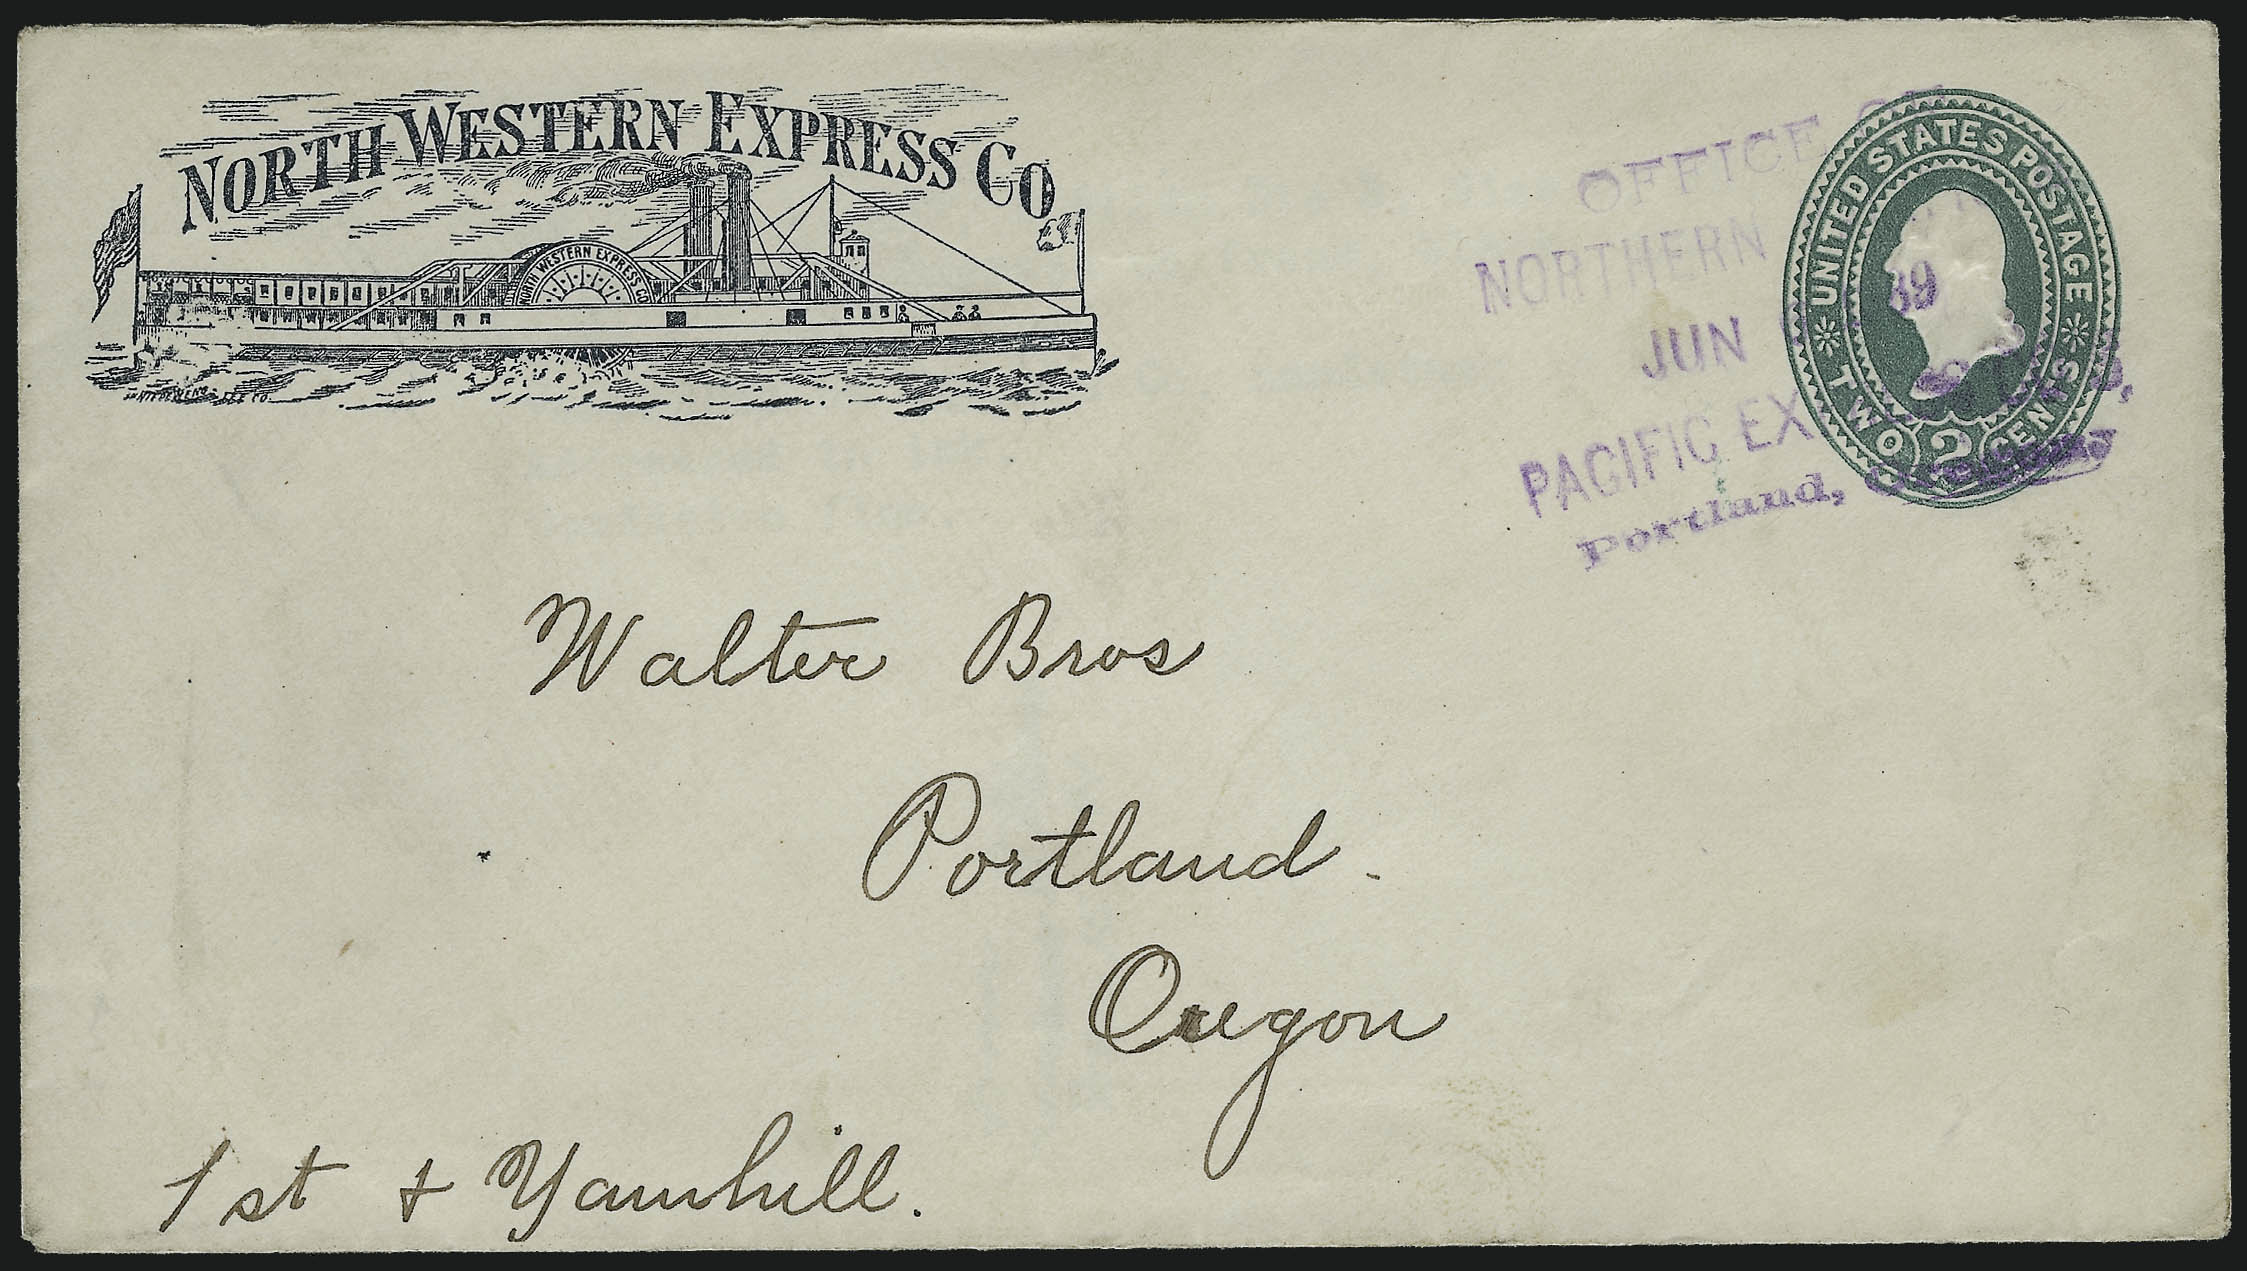 NORTH WESTERN EXPRESS CO
NORTH WESTERN EXPRESS CO
OFFICE
NORTHERN
JUN 89
PACIFIC EX
Portland, Oregon
UNITED STATES POSTAGE
TWO 2 CENTS
Walter Bros
Portland.
Oregon
1st & Yamhill.